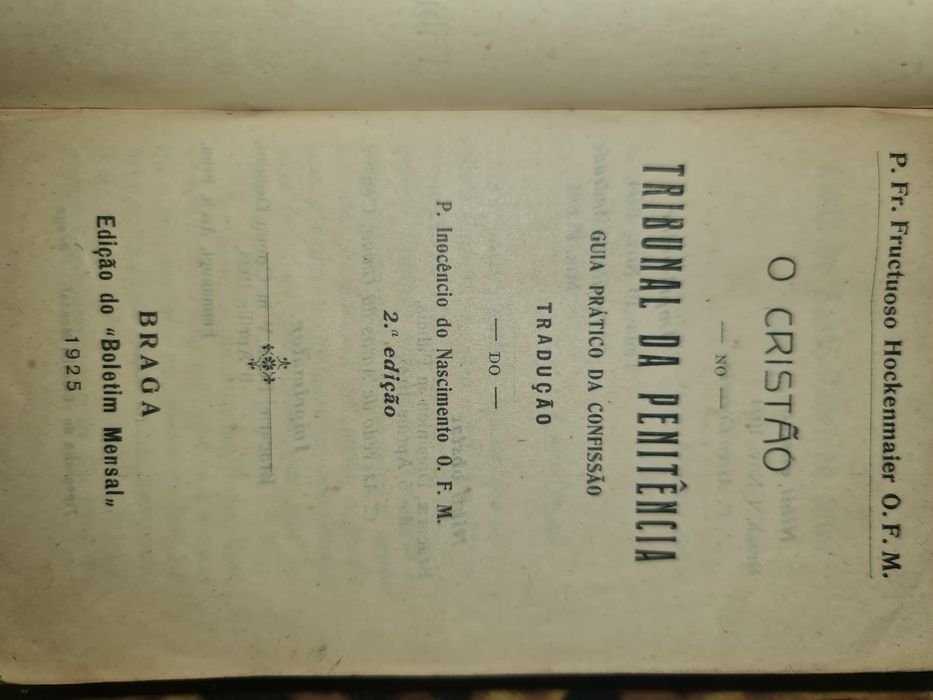 P. Fr. Fructuoso Hockenmaier O. F. M.
O CRISTÃO
— NO —
TRIBUNAL DA PENITÊNCIA
GUIA PRÁTICO DA CONFISSÃO
TRADUÇÃO
— DO —
P. Inocêncio do Nascimento O. F. M.
2.ª edição
BRAGA
Edição do "Boletim Mensal„
1925